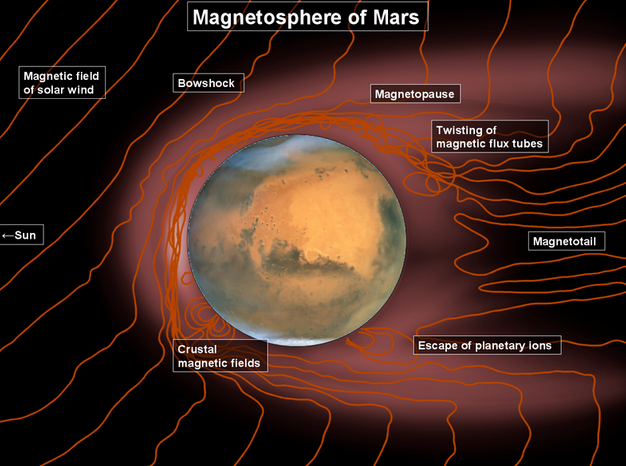 Magnetosphere of Mars
Magnetic field
of solar wind
Bowshock
Magnetopause
Twisting of
magnetic flux tubes
←Sun
Magnetotail
Crustal
magnetic fields
Escape of planetary ions